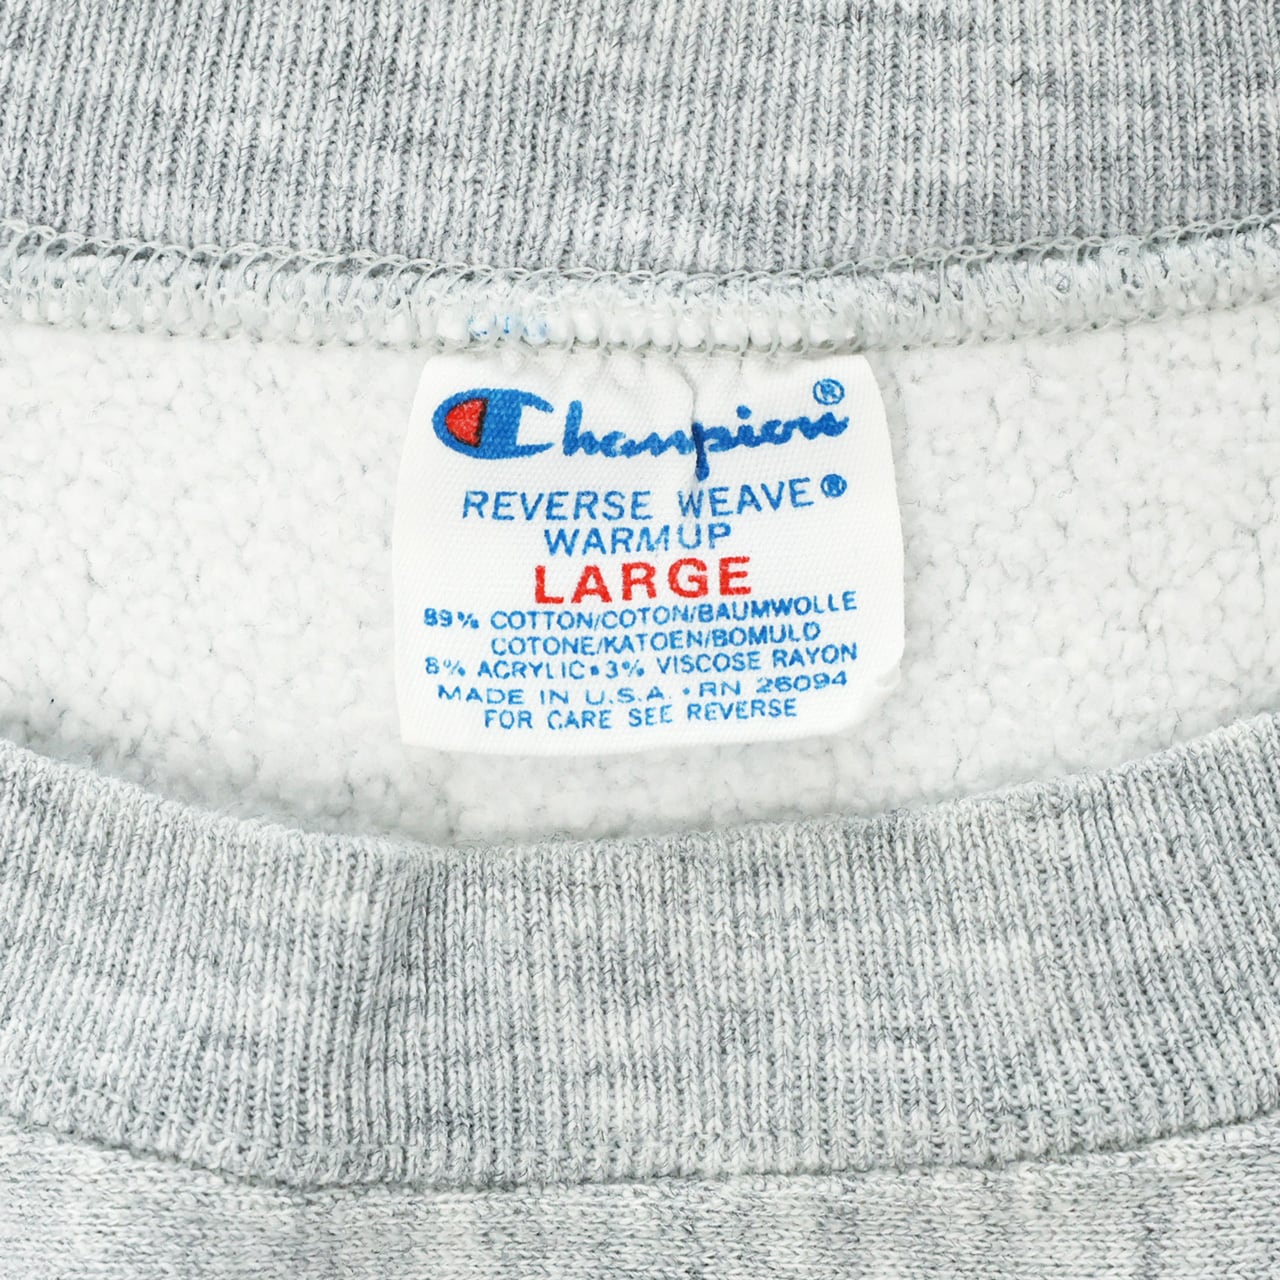 Champion®
REVERSE WEAVE®
WARMUP
LARGE
89% COTTON/COTON/BAUMWOLLE
COTONE/KATOEN/BOMULD
8% ACRYLIC•3% VISCOSE RAYON
MADE IN U.S.A. • RN 26094
FOR CARE SEE REVERSE